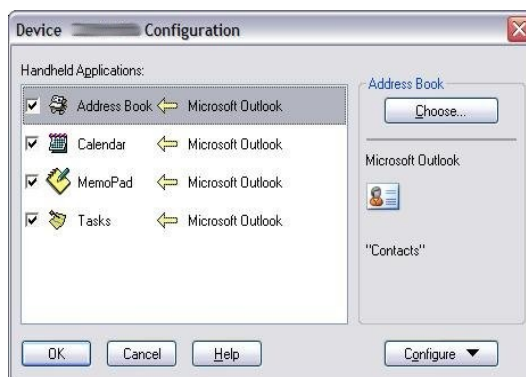 Device Configuration
Handheld Applications:
Address Book Microsoft Outlook
Calendar Microsoft Outlook
MemoPad Microsoft Outlook
Tasks Microsoft Outlook
Address Book
Choose...
Microsoft Outlook
"Contacts"
OK Cancel Help Configure